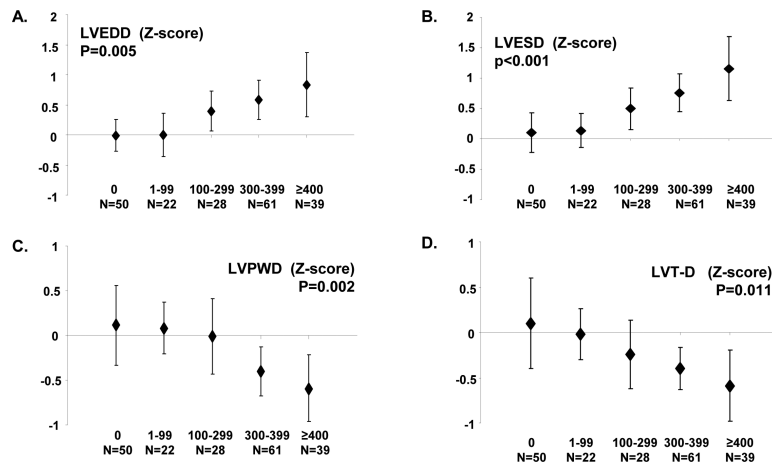 A.
LVEDD (Z-score)
P=0.005
2
1.5
1
0.5
0
-0.5
-1
0 1-99 100-299 300-399 ≥400
N=50 N=22 N=28 N=61 N=39
B.
LVESD (Z-score)
p<0.001
2
1.5
1
0.5
0
-0.5
-1
0 1-99 100-299 300-399 ≥400
N=50 N=22 N=28 N=61 N=39
C.
LVPWD (Z-score)
P=0.002
1
0.5
0
-0.5
-1
0 1-99 100-299 300-399 ≥400
N=50 N=22 N=28 N=61 N=39
D.
LVT-D (Z-score)
P=0.011
1
0.5
0
-0.5
-1
0 1-99 100-299 300-399 ≥400
N=50 N=22 N=28 N=61 N=39